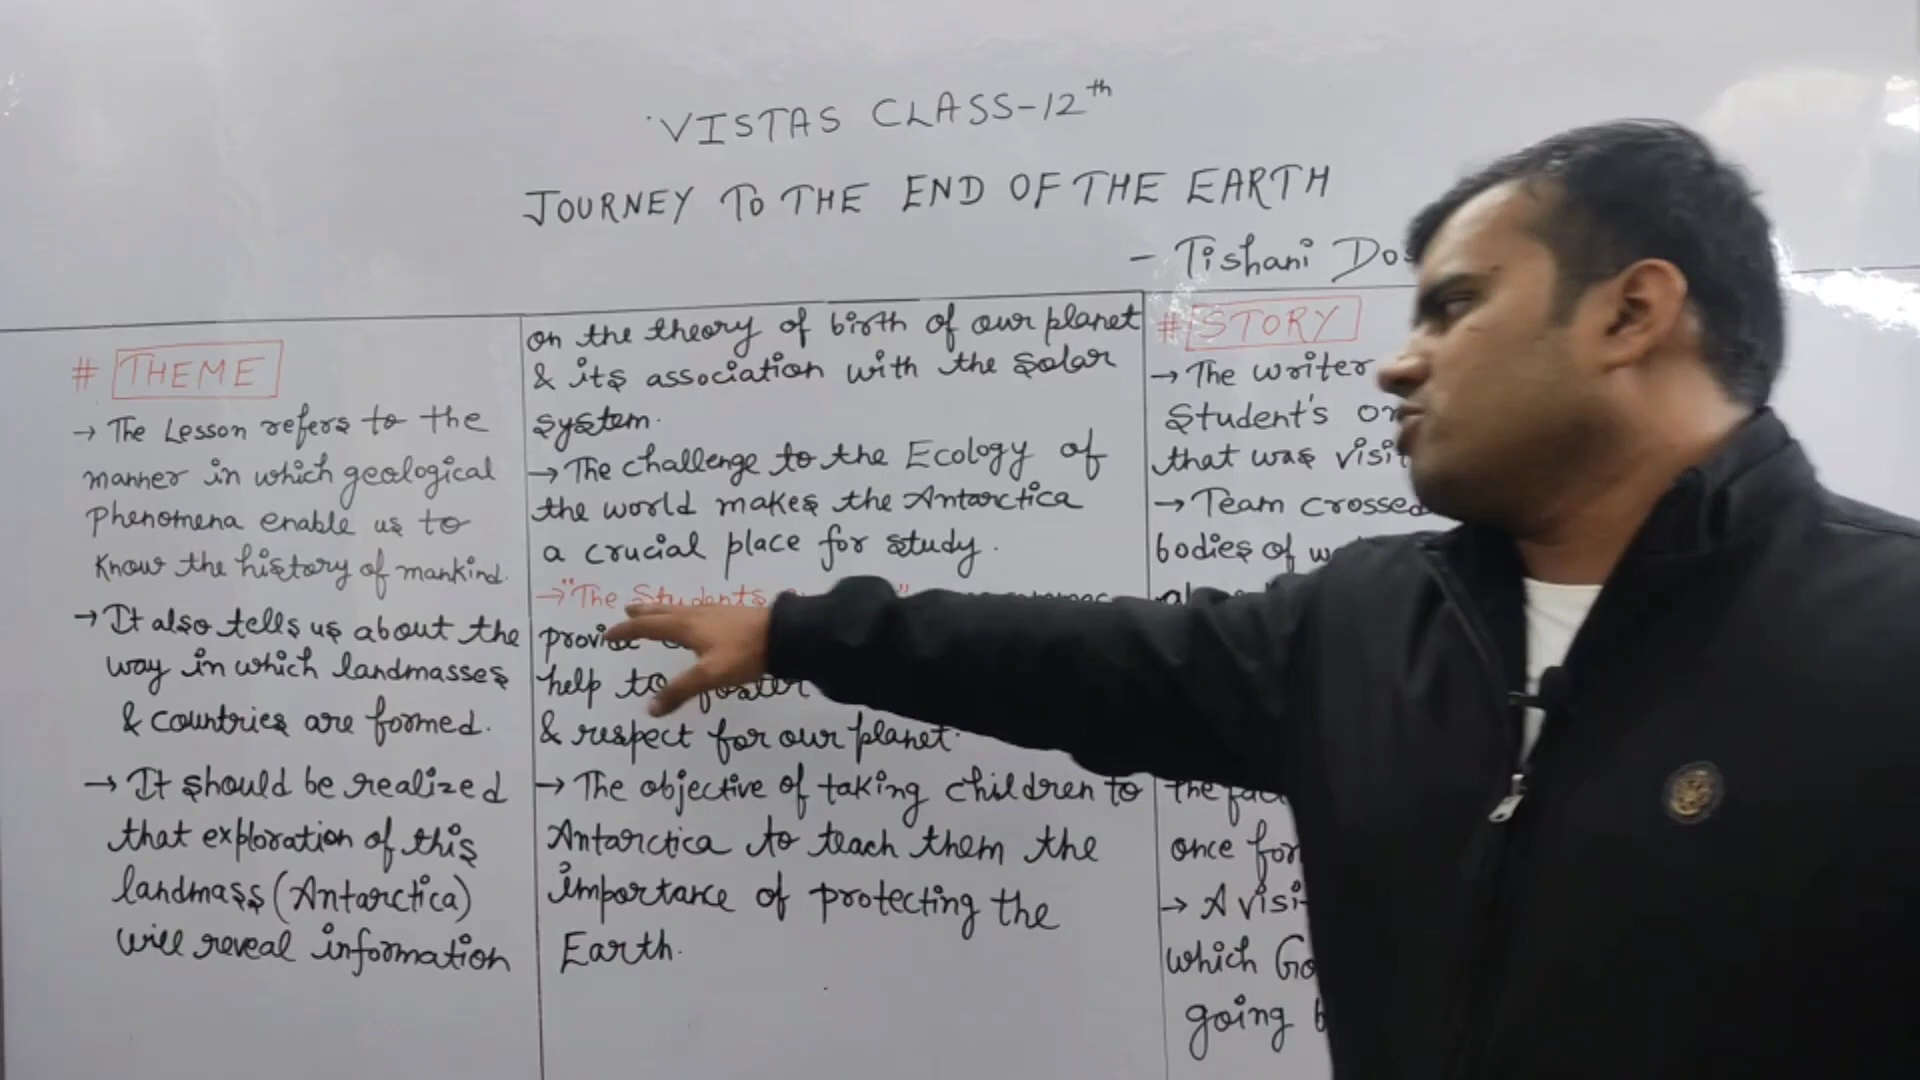 VISTAS CLASS-12th
JOURNEY TO THE END OF THE EARTH
- Tishani
# THEME
→ The Lesson refers to the
manner in which geological
phenomena enable us to
know the history of mankind.
→ It also tells us about the
way in which landmasses
& countries are formed.
→ It should be realized
that exploration of this
landmass (Antarctica)
will reveal information
on the theory of birth of our planet
& its association with the solar
system.
→ The challenge to the Ecology of
the world makes the Antarctica
a crucial place for study.
→ "The Students
provide
help to foster
& respect for our planet.
→ The objective of taking children to
Antarctica to teach them the
importance of protecting the
Earth.
# STORY
→ The writer
Student's
that was
→ Team crossed
bodies of
the
once
→ A
which
going